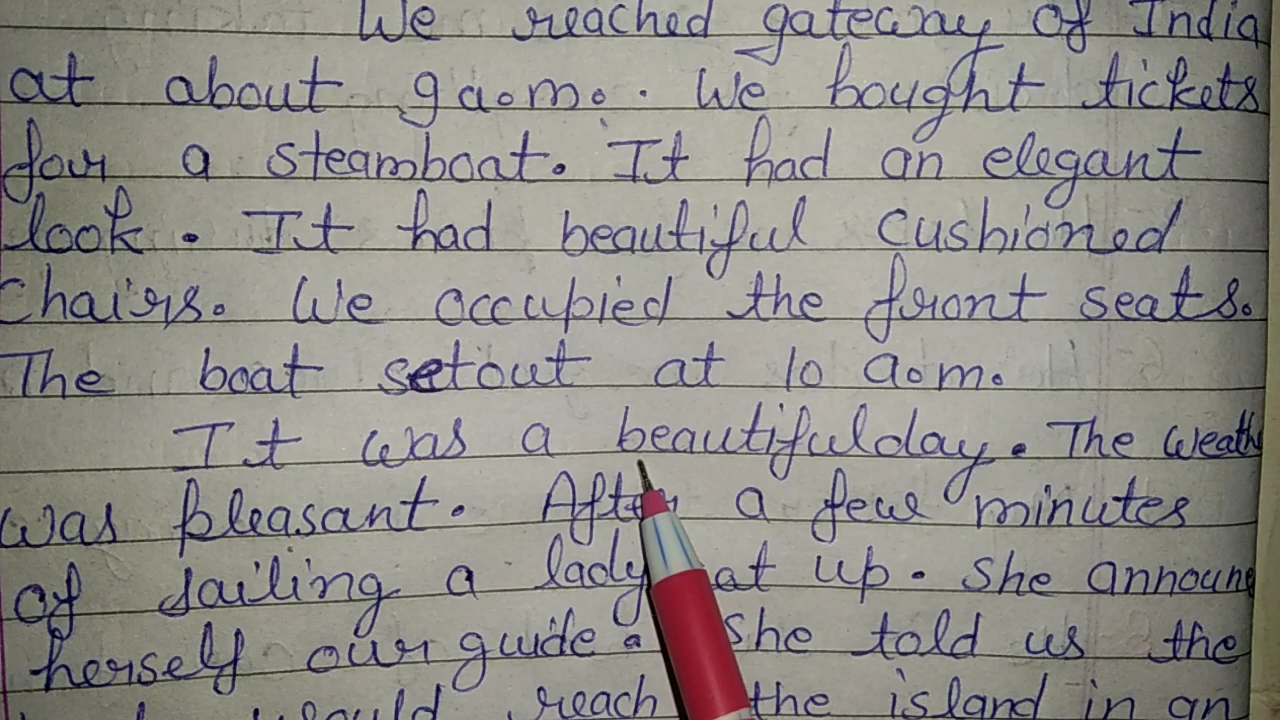 We reached gateway of India
at about 9a.m. We bought tickets
for a steamboat. It had an elegant
look. It had beautiful cushioned
chairs. We occupied the front seats.
The boat setout at 10 a.m.
It was a beautifulday. The weath
was pleasant. After a few minutes
of sailing a lady at up. She announ
herself our guide. She told us the
would reach the island in an